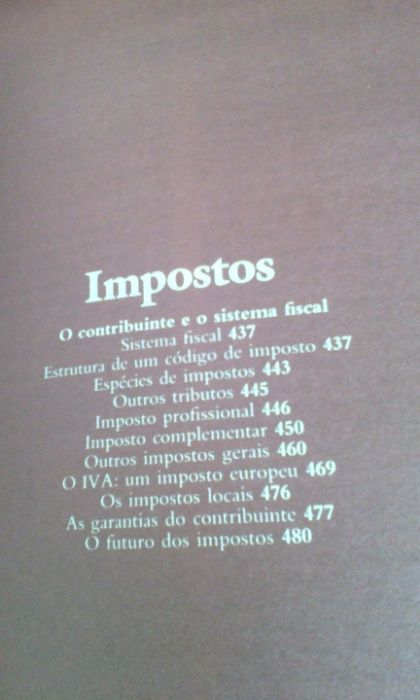 Impostos
O contribuinte e o sistema fiscal
Sistema fiscal 437
Estrutura de um código de imposto 437
Espécies de impostos 443
Outros tributos 445
Imposto profissional 446
Imposto complementar 450
Outros impostos gerais 460
O IVA: um imposto europeu 469
Os impostos locais 476
As garantias do contribuinte 477
O futuro dos impostos 480